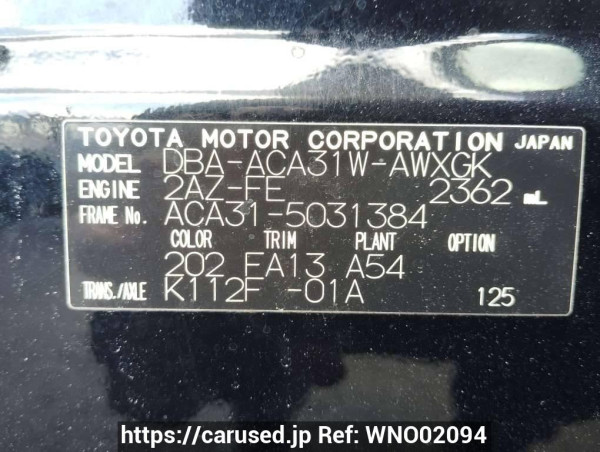 TOYOTA MOTOR CORPORATION JAPAN
MODEL DBA-ACA31W-AWXGK
ENGINE 2AZ-FE 2362 mL
FRAME No. ACA31-5031384
COLOR TRIM PLANT OPTION
202 FA13 A54
TRANS./AXLE K112F -01A 125
https://carused.jp Ref: WNO02094